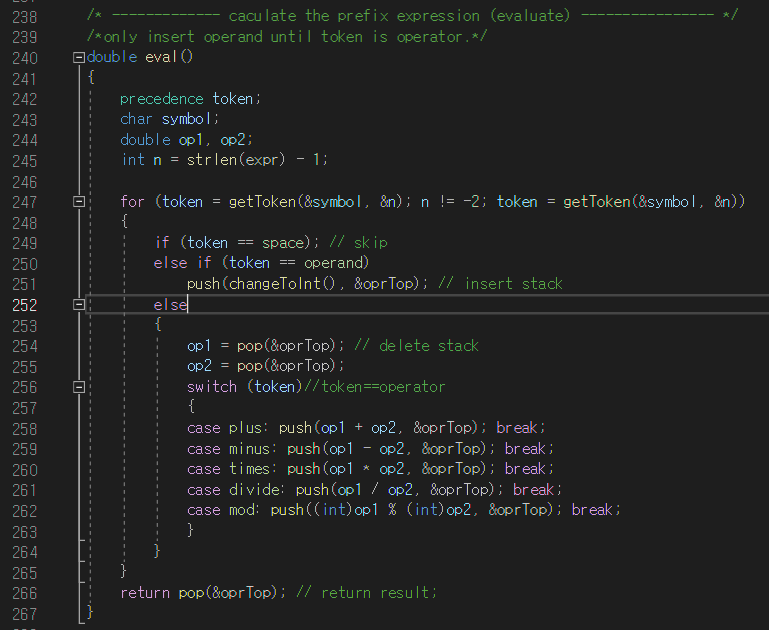 238 /* ------------- caculate the prefix expression (evaluate) ---------------- */
239 /*only insert operand until token is operator.*/
240 double eval()
241 {
242 precedence token;
243 char symbol;
244 double op1, op2;
245 int n = strlen(expr) - 1;
246
247 for (token = getToken(&symbol, &n); n != -2; token = getToken(&symbol, &n))
248 {
249 if (token == space); // skip
250 else if (token == operand)
251 push(changeToInt(), &oprTop); // insert stack
252 else
253 {
254 op1 = pop(&oprTop); // delete stack
255 op2 = pop(&oprTop);
256 switch (token)//token==operator
257 {
258 case plus: push(op1 + op2, &oprTop); break;
259 case minus: push(op1 - op2, &oprTop); break;
260 case times: push(op1 * op2, &oprTop); break;
261 case divide: push(op1 / op2, &oprTop); break;
262 case mod: push((int)op1 % (int)op2, &oprTop); break;
263 }
264 }
265 }
266 return pop(&oprTop); // return result;
267 }